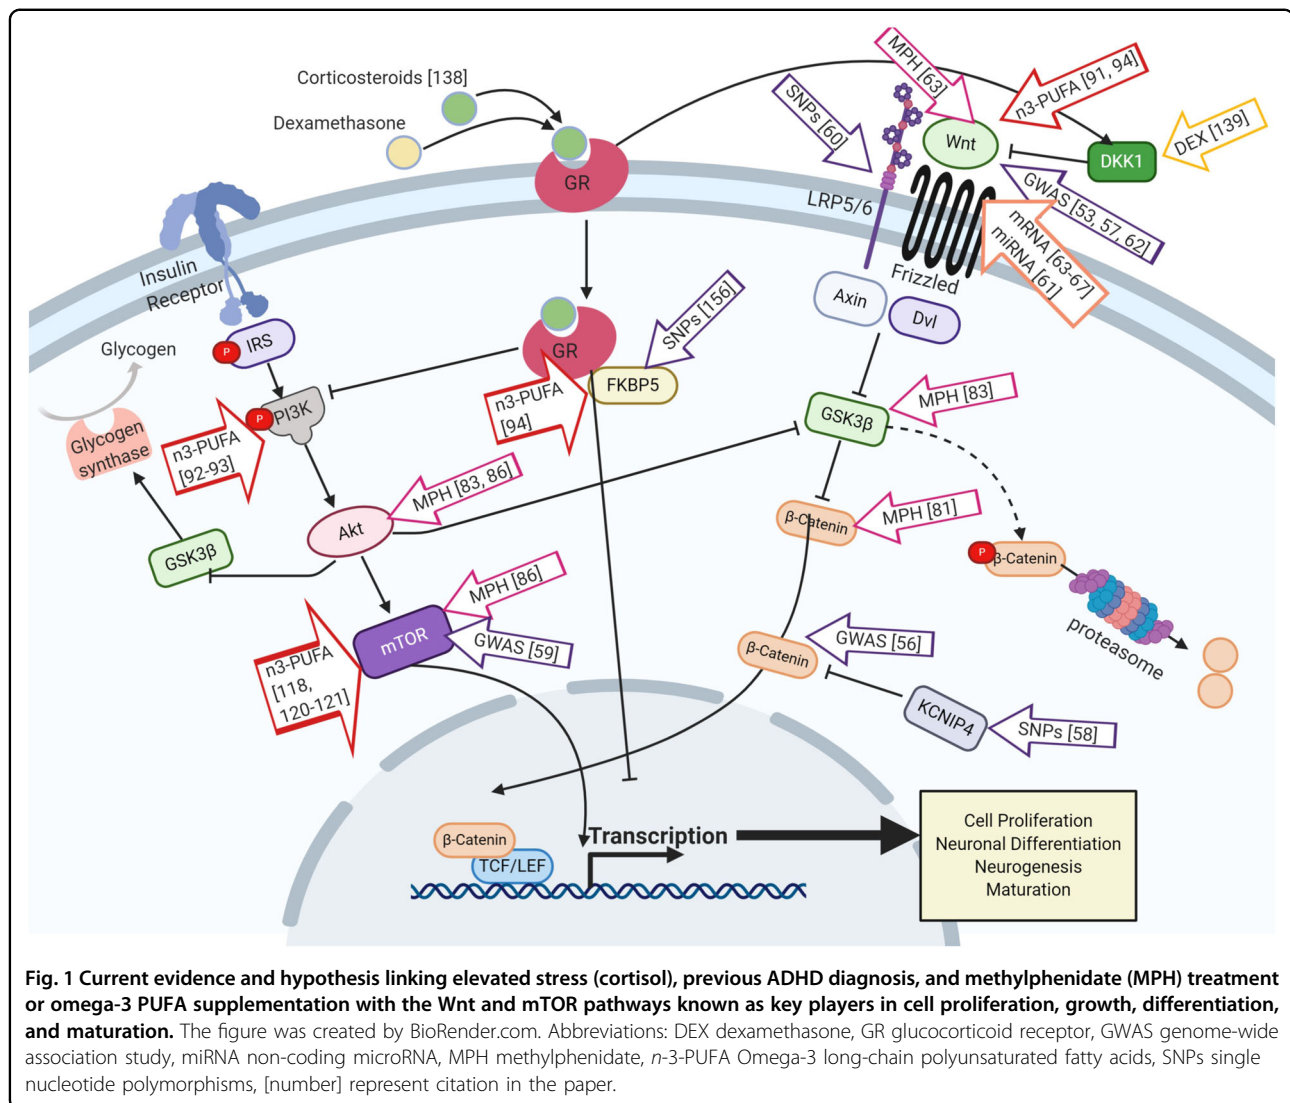 Corticosteroids [138]
Dexamethasone
GR
MPH [63]
SNPs [60]
n3-PUFA [91, 94]
Wnt
DKK1
DEX [139]
LRP5/6
GWAS [53, 57, 62]
mRNA [63-67]
miRNA [61]
Frizzled
Axin
Dvl
Insulin
Receptor
IRS
P
Glycogen
Glycogen
synthase
PI3K
P
n3-PUFA
[92-93]
GR
FKBP5
SNPs [156]
n3-PUFA
[94]
GSK3β
MPH [83]
Akt
MPH [83, 86]
GSK3β
β-Catenin
MPH [81]
P
β-Catenin
proteasome
mTOR
MPH [86]
GWAS [59]
n3-PUFA
[118,
120-121]
β-Catenin
GWAS [56]
KCNIP4
SNPs [58]
β-Catenin
TCF/LEF
Transcription
Cell Proliferation
Neuronal Differentiation
Neurogenesis
Maturation
Fig. 1 Current evidence and hypothesis linking elevated stress (cortisol), previous ADHD diagnosis, and methylphenidate (MPH) treatment
or omega-3 PUFA supplementation with the Wnt and mTOR pathways known as key players in cell proliferation, growth, differentiation,
and maturation. The figure was created by BioRender.com. Abbreviations: DEX dexamethasone, GR glucocorticoid receptor, GWAS genome-wide
association study, miRNA non-coding microRNA, MPH methylphenidate, n-3-PUFA Omega-3 long-chain polyunsaturated fatty acids, SNPs single
nucleotide polymorphisms, [number] represent citation in the paper.